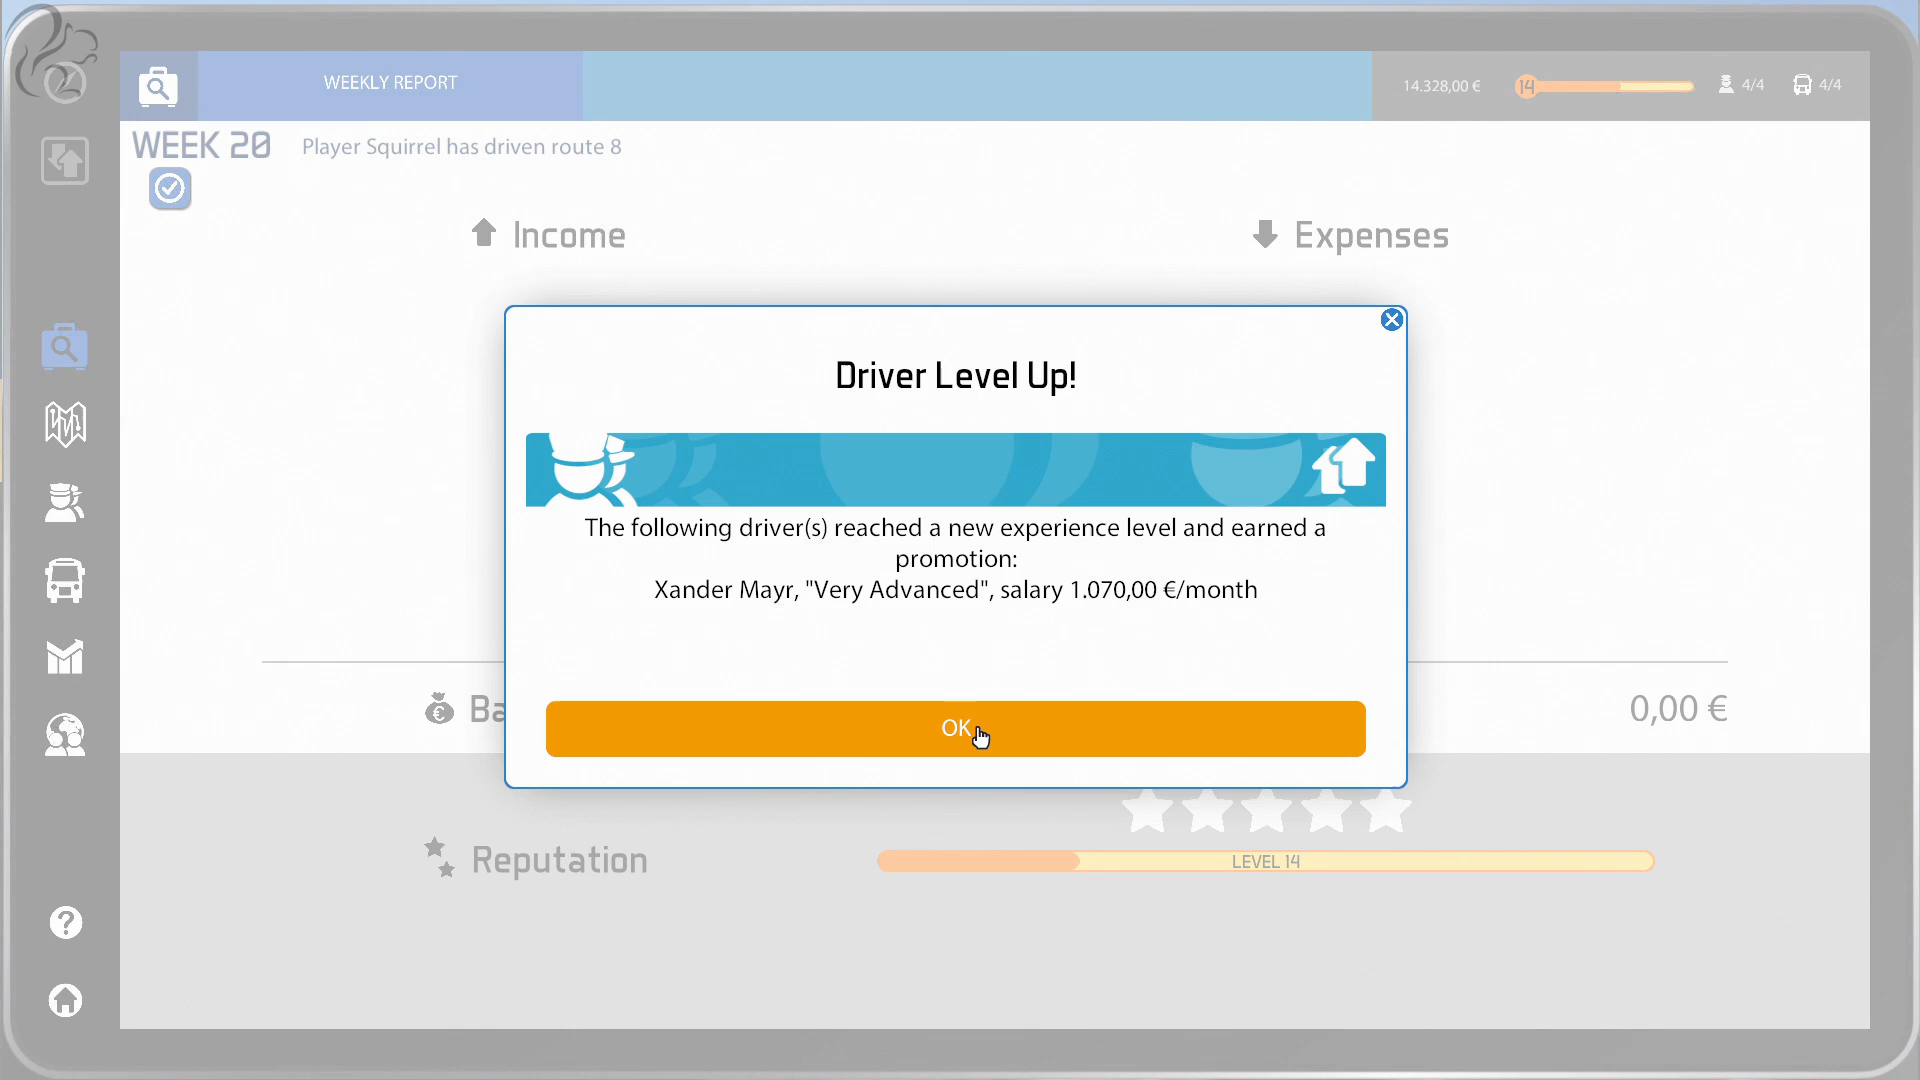 WEEKLY REPORT
14.328,00 €
14
4/4
4/4
WEEK 20
Player Squirrel has driven route 8
Income
Expenses
Driver Level Up!
The following driver(s) reached a new experience level and earned a
promotion:
Xander Mayr, "Very Advanced", salary 1.070,00 €/month
Ba
0,00 €
OK
Reputation
LEVEL 14